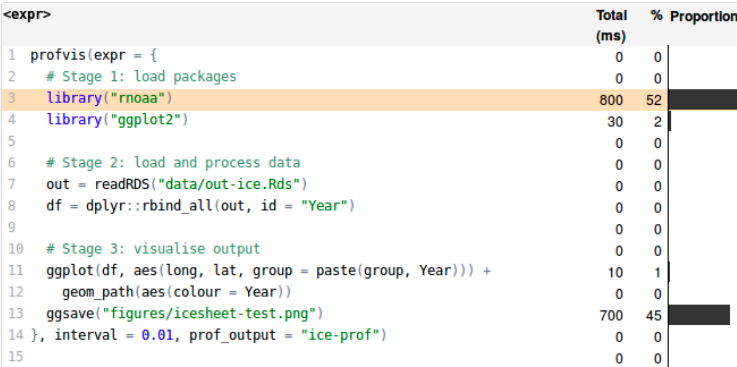 <expr> Total % Proportion
(ms)
1 profvis(expr = { 0 0
2 # Stage 1: load packages 0 0
3 library("rnoaa") 800 52
4 library("ggplot2") 30 2
5 0 0
6 # Stage 2: load and process data 0 0
7 out = readRDS("data/out-ice.Rds") 0 0
8 df = dplyr::rbind_all(out, id = "Year") 0 0
9 0 0
10 # Stage 3: visualise output 0 0
11 ggplot(df, aes(long, lat, group = paste(group, Year))) + 10 1
12 geom_path(aes(colour = Year)) 0 0
13 ggsave("figures/icesheet-test.png") 700 45
14 }, interval = 0.01, prof_output = "ice-prof") 0 0
15 0 0